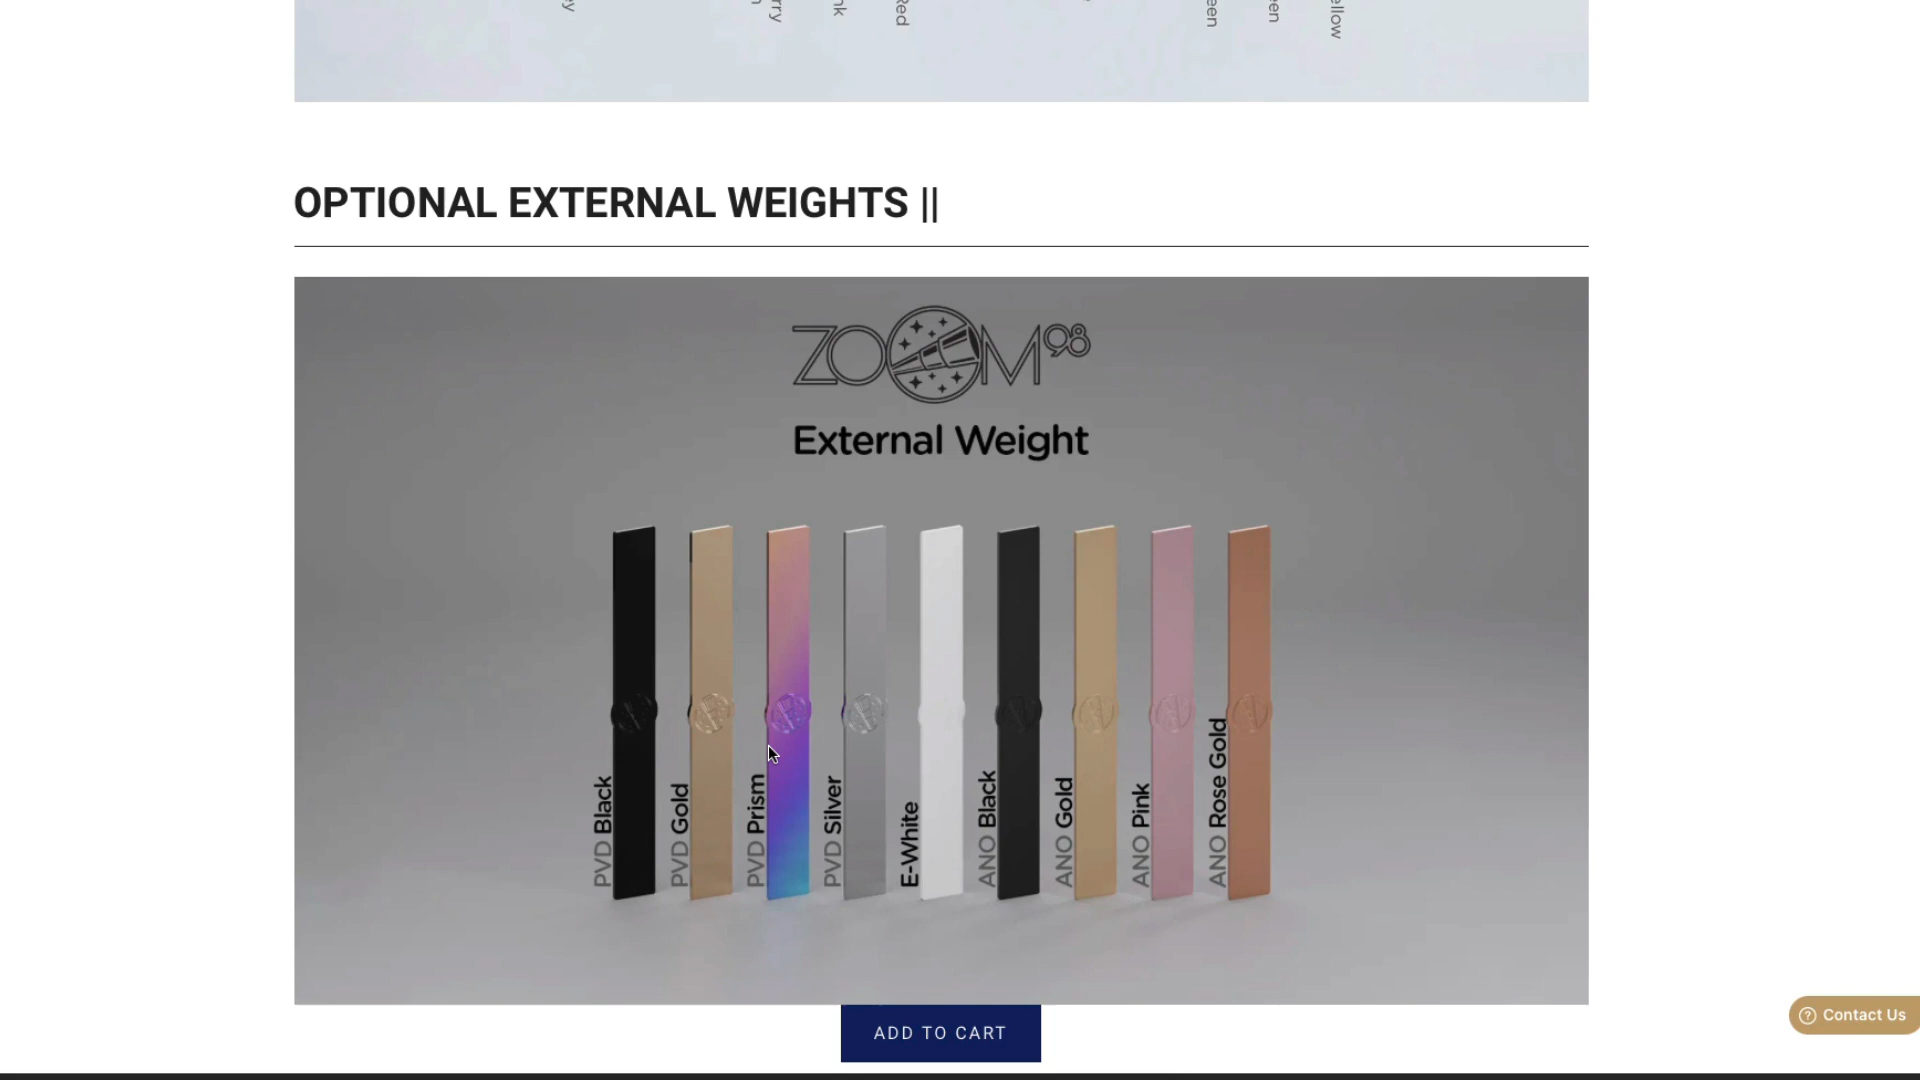 Red
OPTIONAL EXTERNAL WEIGHTS ||
ZOOM98
External Weight
PVD Black
PVD Gold
PVD Prism
PVD Silver
E-White
ANO Black
ANO Gold
ANO Pink
ANO Rose Gold
ADD TO CART
? Contact Us